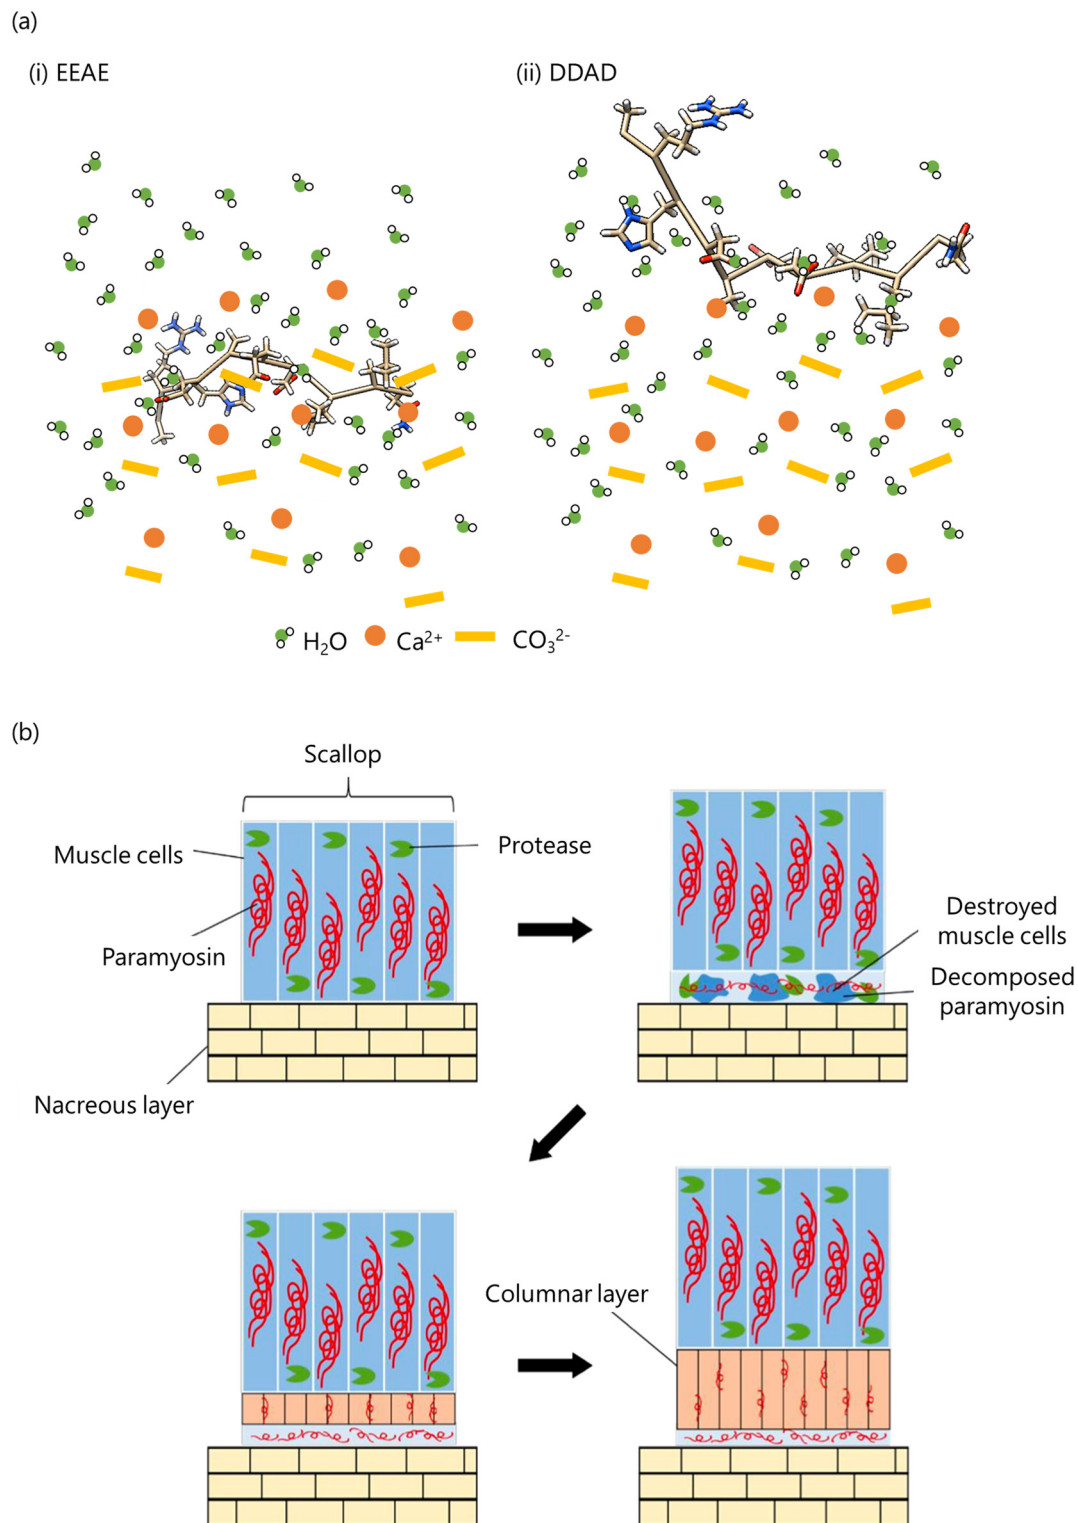 (a)
(i) EEAE
(ii) DDAD
H₂O
Ca²⁺
CO₃²⁻
(b)
Scallop
Muscle cells
Protease
Paramyosin
Destroyed
muscle cells
Decomposed
paramyosin
Nacreous layer
Columnar layer